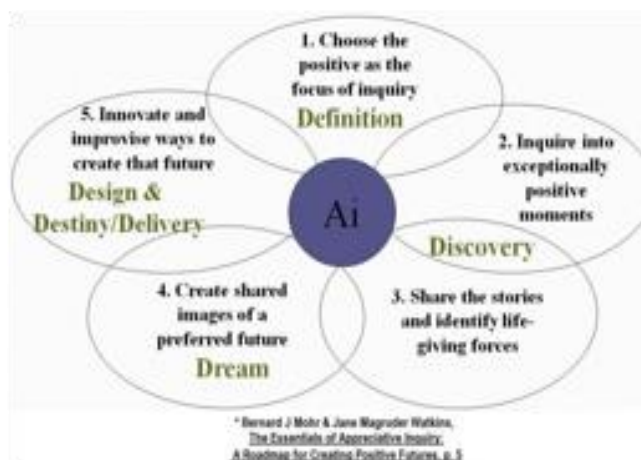 1. Choose the
positive as the
focus of inquiry
Definition
2. Inquire into
exceptionally
positive
moments
Discovery
3. Share the stories
and identify life-
giving forces
4. Create shared
images of a
preferred future
Dream
5. Innovate and
improvise ways to
create that future
Design &
Destiny/Delivery
Ai
* Bernard J Mohr & Jane Magruder Watkins,
The Essentials of Appreciative Inquiry:
A Roadmap for Creating Positive Futures, p. 5